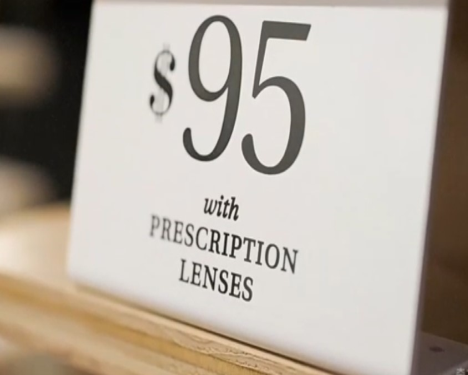 $95
with
PRESCRIPTION
LENSES